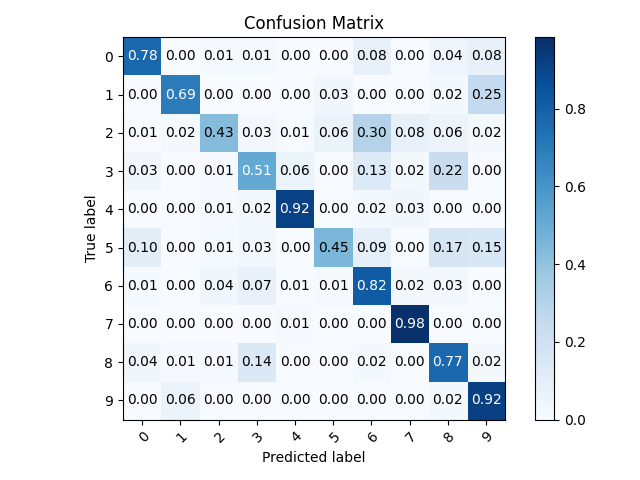 Confusion Matrix
0 0.78 0.00 0.01 0.01 0.00 0.00 0.08 0.00 0.04 0.08
1 0.00 0.69 0.00 0.00 0.00 0.03 0.00 0.00 0.02 0.25
2 0.01 0.02 0.43 0.03 0.01 0.06 0.30 0.08 0.06 0.02
3 0.03 0.00 0.01 0.51 0.06 0.00 0.13 0.02 0.22 0.00
4 0.00 0.00 0.01 0.02 0.92 0.00 0.02 0.03 0.00 0.00
5 0.10 0.00 0.01 0.03 0.00 0.45 0.09 0.00 0.17 0.15
6 0.01 0.00 0.04 0.07 0.01 0.01 0.82 0.02 0.03 0.00
7 0.00 0.00 0.00 0.00 0.01 0.00 0.00 0.98 0.00 0.00
8 0.04 0.01 0.01 0.14 0.00 0.00 0.02 0.00 0.77 0.02
9 0.00 0.06 0.00 0.00 0.00 0.00 0.00 0.00 0.02 0.92
0 1 2 3 4 5 6 7 8 9
Predicted label
True label
0.8
0.6
0.4
0.2
0.0